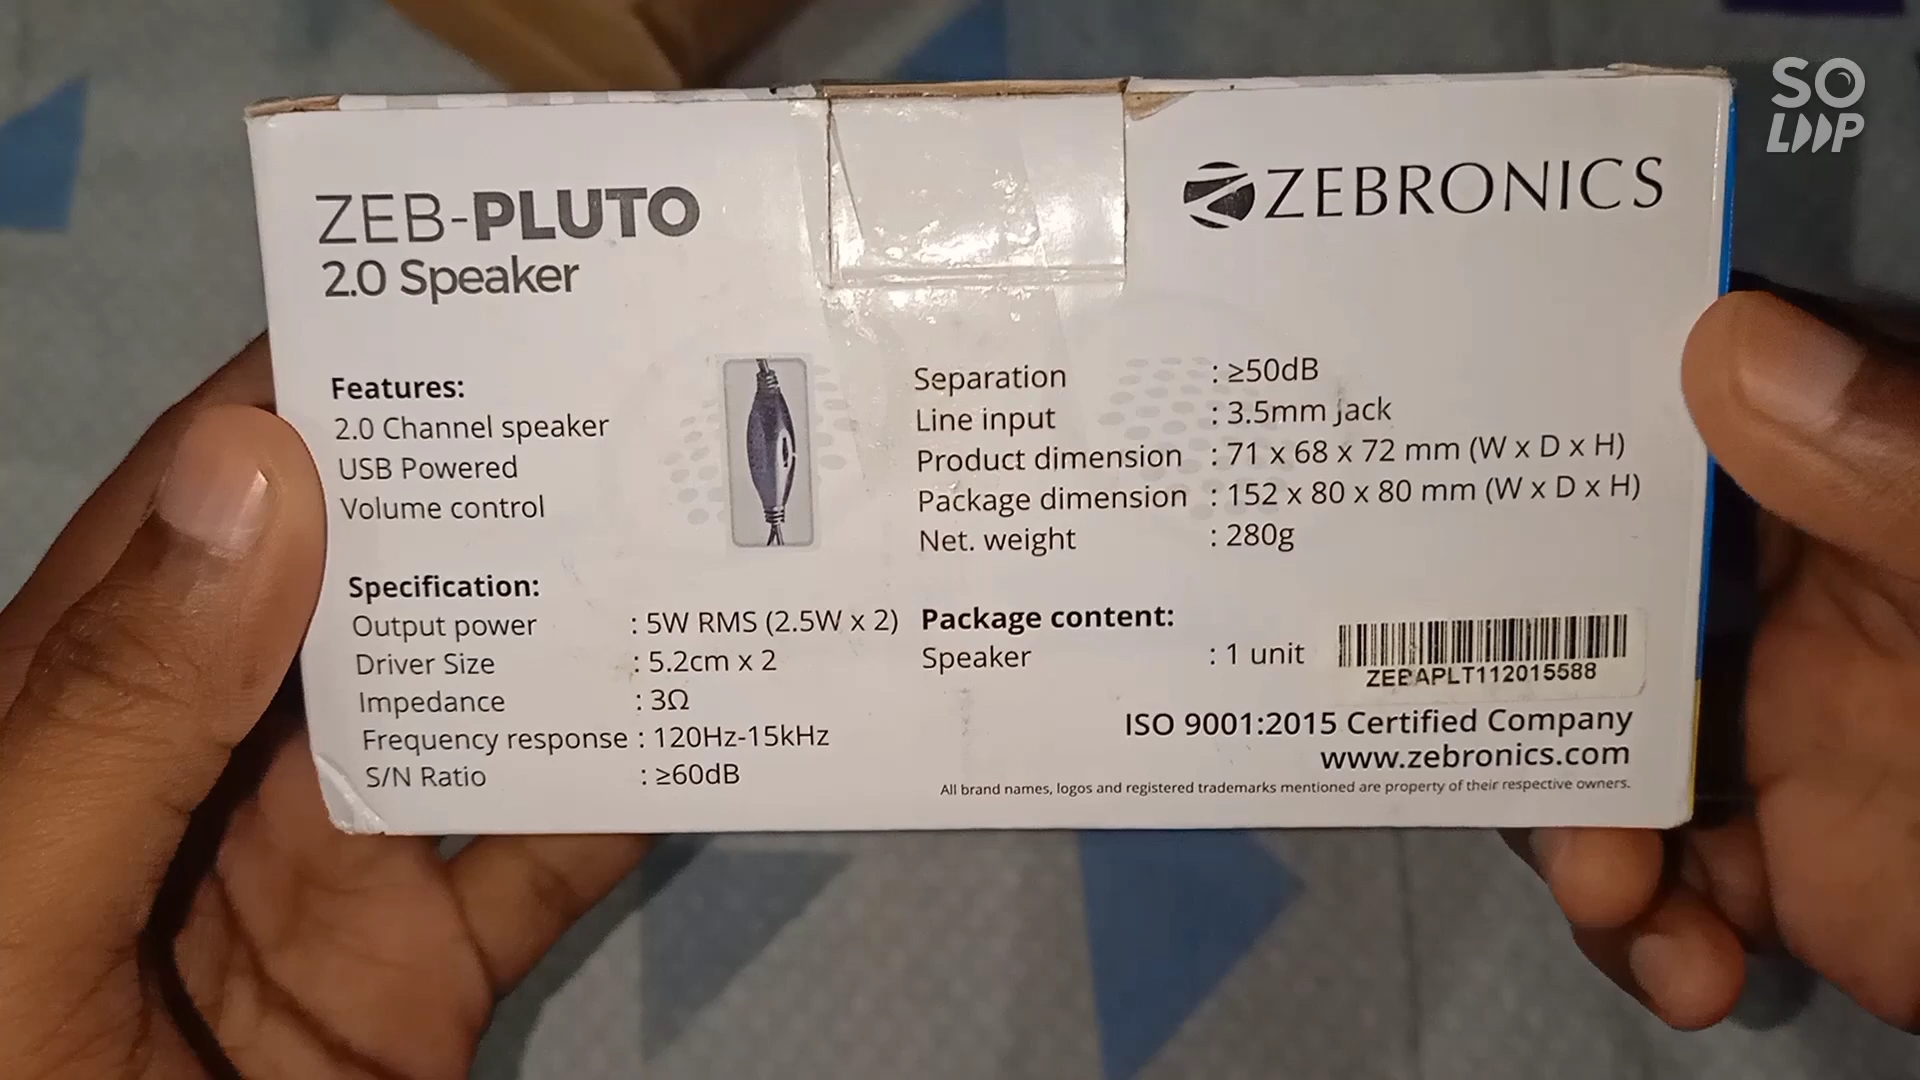 SO
LOOP
ZEB-PLUTO
2.0 Speaker
ZEBRONICS
Features:
2.0 Channel speaker
USB Powered
Volume control
Specification:
Output power : 5W RMS (2.5W x 2)
Driver Size : 5.2cm x 2
Impedance : 3Ω
Frequency response : 120Hz-15kHz
S/N Ratio : ≥60dB
Separation : ≥50dB
Line input : 3.5mm jack
Product dimension : 71 x 68 x 72 mm (W x D x H)
Package dimension : 152 x 80 x 80 mm (W x D x H)
Net. weight : 280g
Package content:
Speaker : 1 unit
ZEBAPLT112015588
ISO 9001:2015 Certified Company
www.zebronics.com
All brand names, logos and registered trademarks mentioned are property of their respective owners.